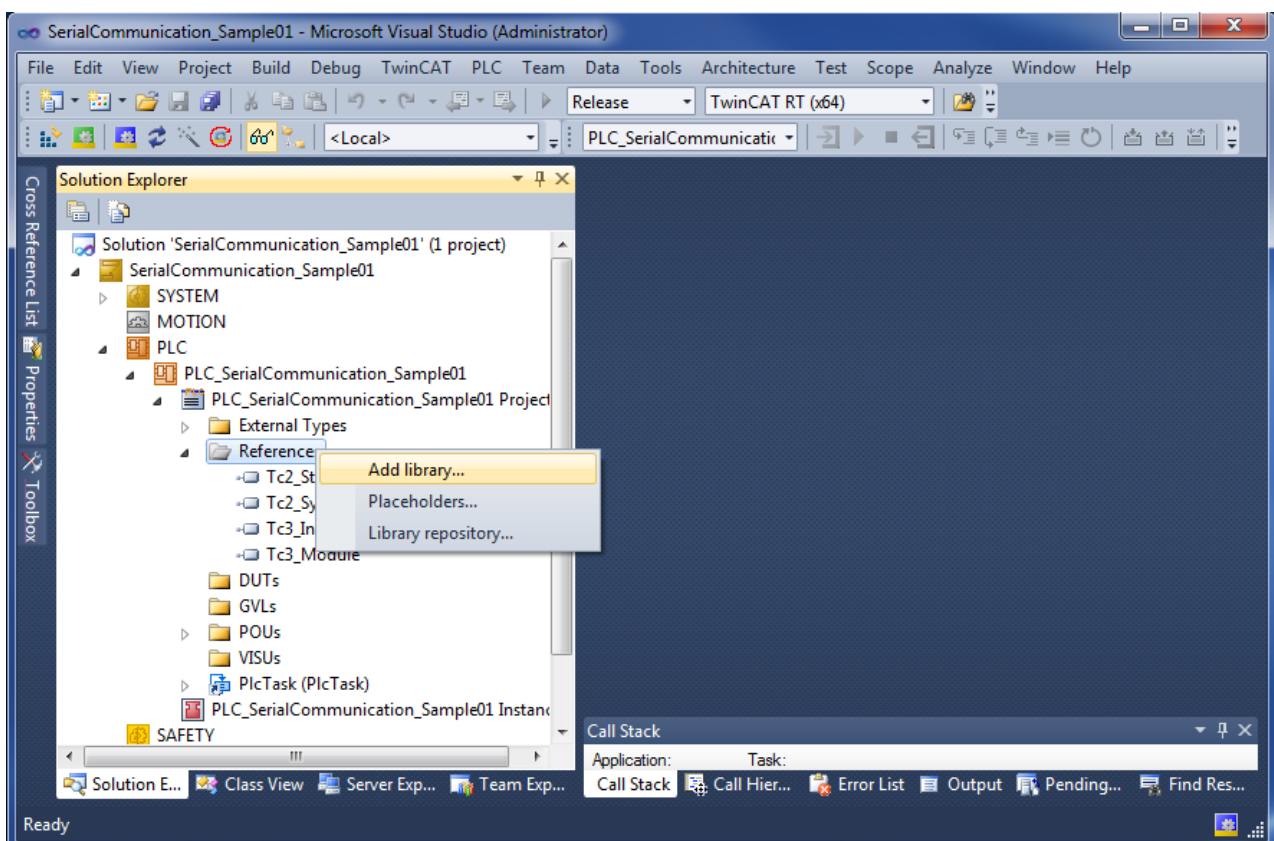 SerialCommunication_Sample01 - Microsoft Visual Studio (Administrator)
File Edit View Project Build Debug TwinCAT PLC Team Data Tools Architecture Test Scope Analyze Window Help
Release TwinCAT RT (x64)
<Local> PLC_SerialCommunicatic
Cross Reference List
Properties
Toolbox
Solution Explorer
Solution 'SerialCommunication_Sample01' (1 project)
SerialCommunication_Sample01
SYSTEM
MOTION
PLC
PLC_SerialCommunication_Sample01
PLC_SerialCommunication_Sample01 Project
External Types
Reference
Tc2_St
Tc2_Sy
Tc3_In
Tc3_Module
Add library...
Placeholders...
Library repository...
DUTs
GVLs
POUs
VISUs
PlcTask (PlcTask)
PLC_SerialCommunication_Sample01 Instanc
SAFETY
Solution E... Class View Server Exp... Team Exp...
Call Stack
Application: Task:
Call Stack Call Hier... Error List Output Pending... Find Res...
Ready